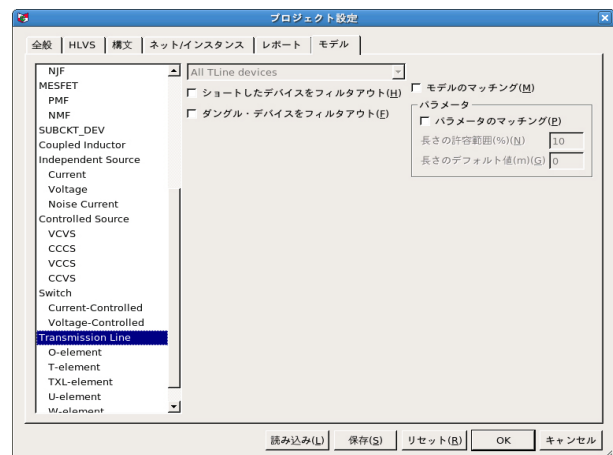 プロジェクト設定
全般 HLVS 構文 ネット/インスタンス レポート モデル
NJF
MESFET
PMF
NMF
SUBCKT_DEV
Coupled Inductor
Independent Source
Current
Voltage
Noise Current
Controlled Source
VCVS
CCCS
VCCS
CCVS
Switch
Current-Controlled
Voltage-Controlled
Transmission Line
O-element
T-element
TXL-element
U-element
W-element
All TLine devices
ショートしたデバイスをフィルタアウト(H)
ダングル・デバイスをフィルタアウト(F)
モデルのマッチング(M)
パラメータ
パラメータのマッチング(P)
長さの許容範囲(%)(N) 10
長さのデフォルト値(m)(G) 0
読み込み(L) 保存(S) リセット(R) OK キャンセル